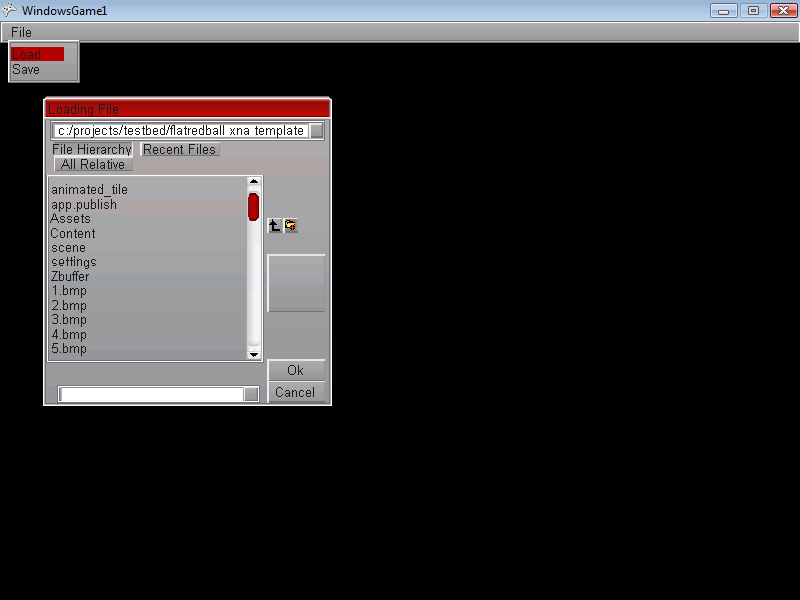 WindowsGame1
File
Load
Save
Loading File
c:/projects/testbed/flatredball xna template
File Hierarchy Recent Files
All Relative
animated_tile
app.publish
Assets
Content
scene
settings
Zbuffer
1.bmp
2.bmp
3.bmp
4.bmp
5.bmp
Ok
Cancel